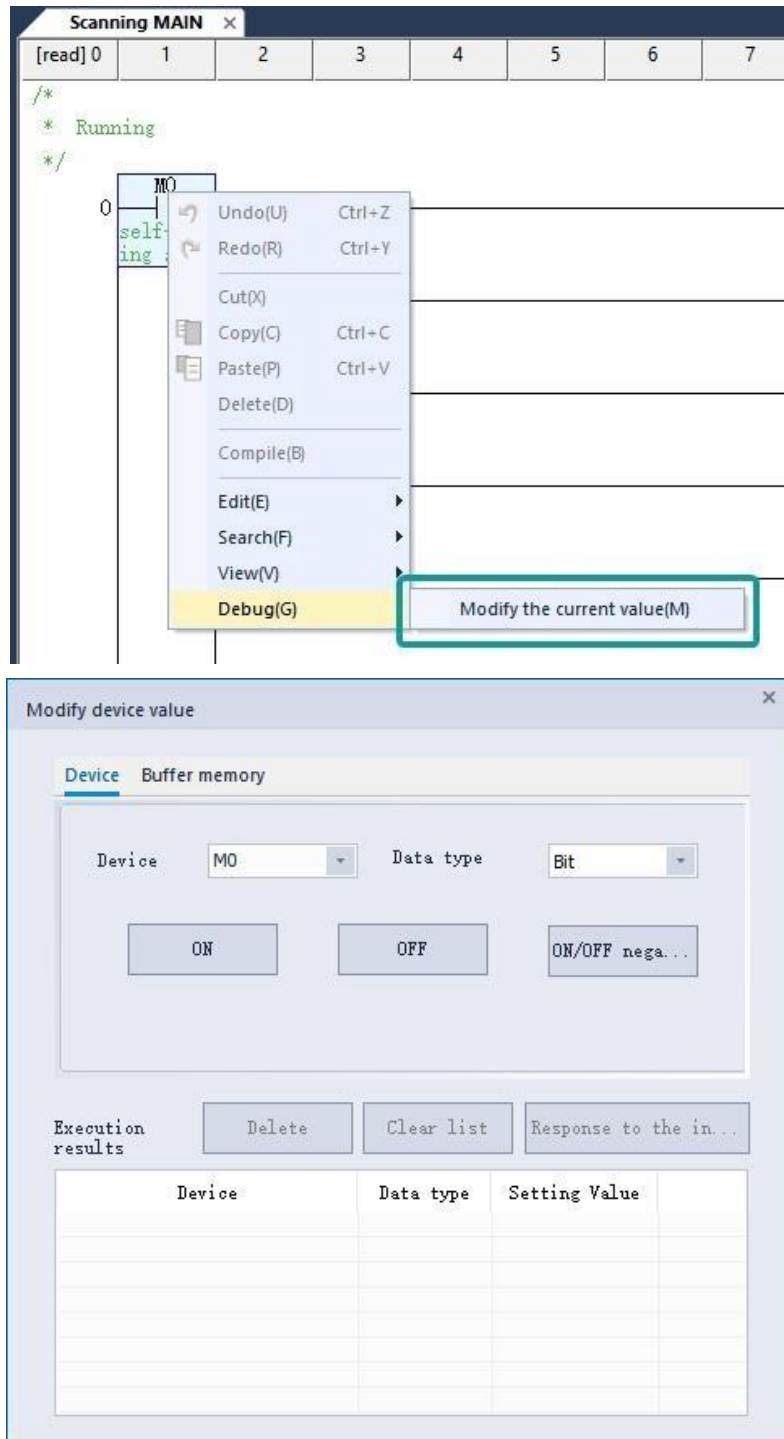 Scanning MAIN ×
[read] 0 1 2 3 4 5 6 7
/*
* Running
*/
M0
0
self-
ing
Undo(U) Ctrl+Z
Redo(R) Ctrl+Y
Cut(X)
Copy(C) Ctrl+C
Paste(P) Ctrl+V
Delete(D)
Compile(B)
Edit(E)
Search(F)
View(V)
Debug(G) Modify the current value(M)
Modify device value ×
Device Buffer memory
Device M0 Data type Bit
ON OFF ON/OFF nega...
Execution results Delete Clear list Response to the in...
Device Data type Setting Value